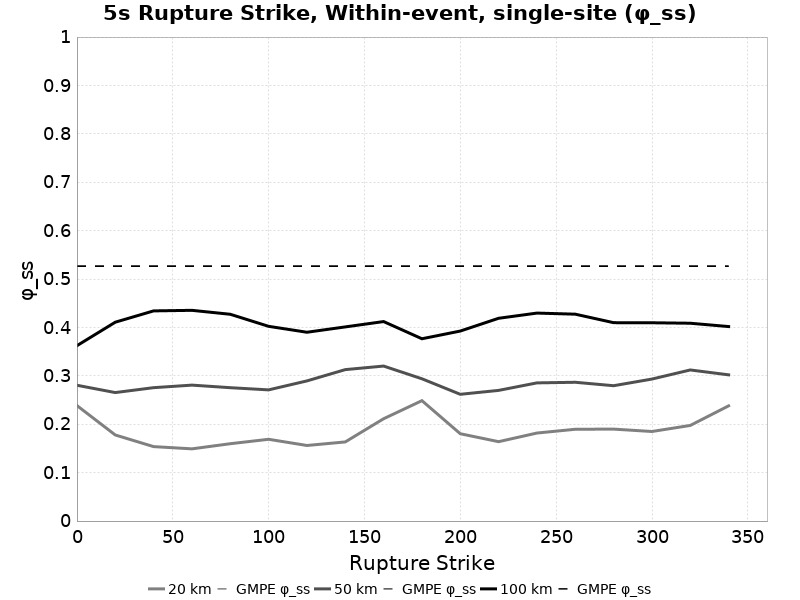 5s Rupture Strike, Within-event, single-site (φ_ss)
1
0.9
0.8
0.7
0.6
0.5
0.4
0.3
0.2
0.1
0
φ_ss
0 50 100 150 200 250 300 350
Rupture Strike
20 km GMPE φ_ss 50 km GMPE φ_ss 100 km GMPE φ_ss